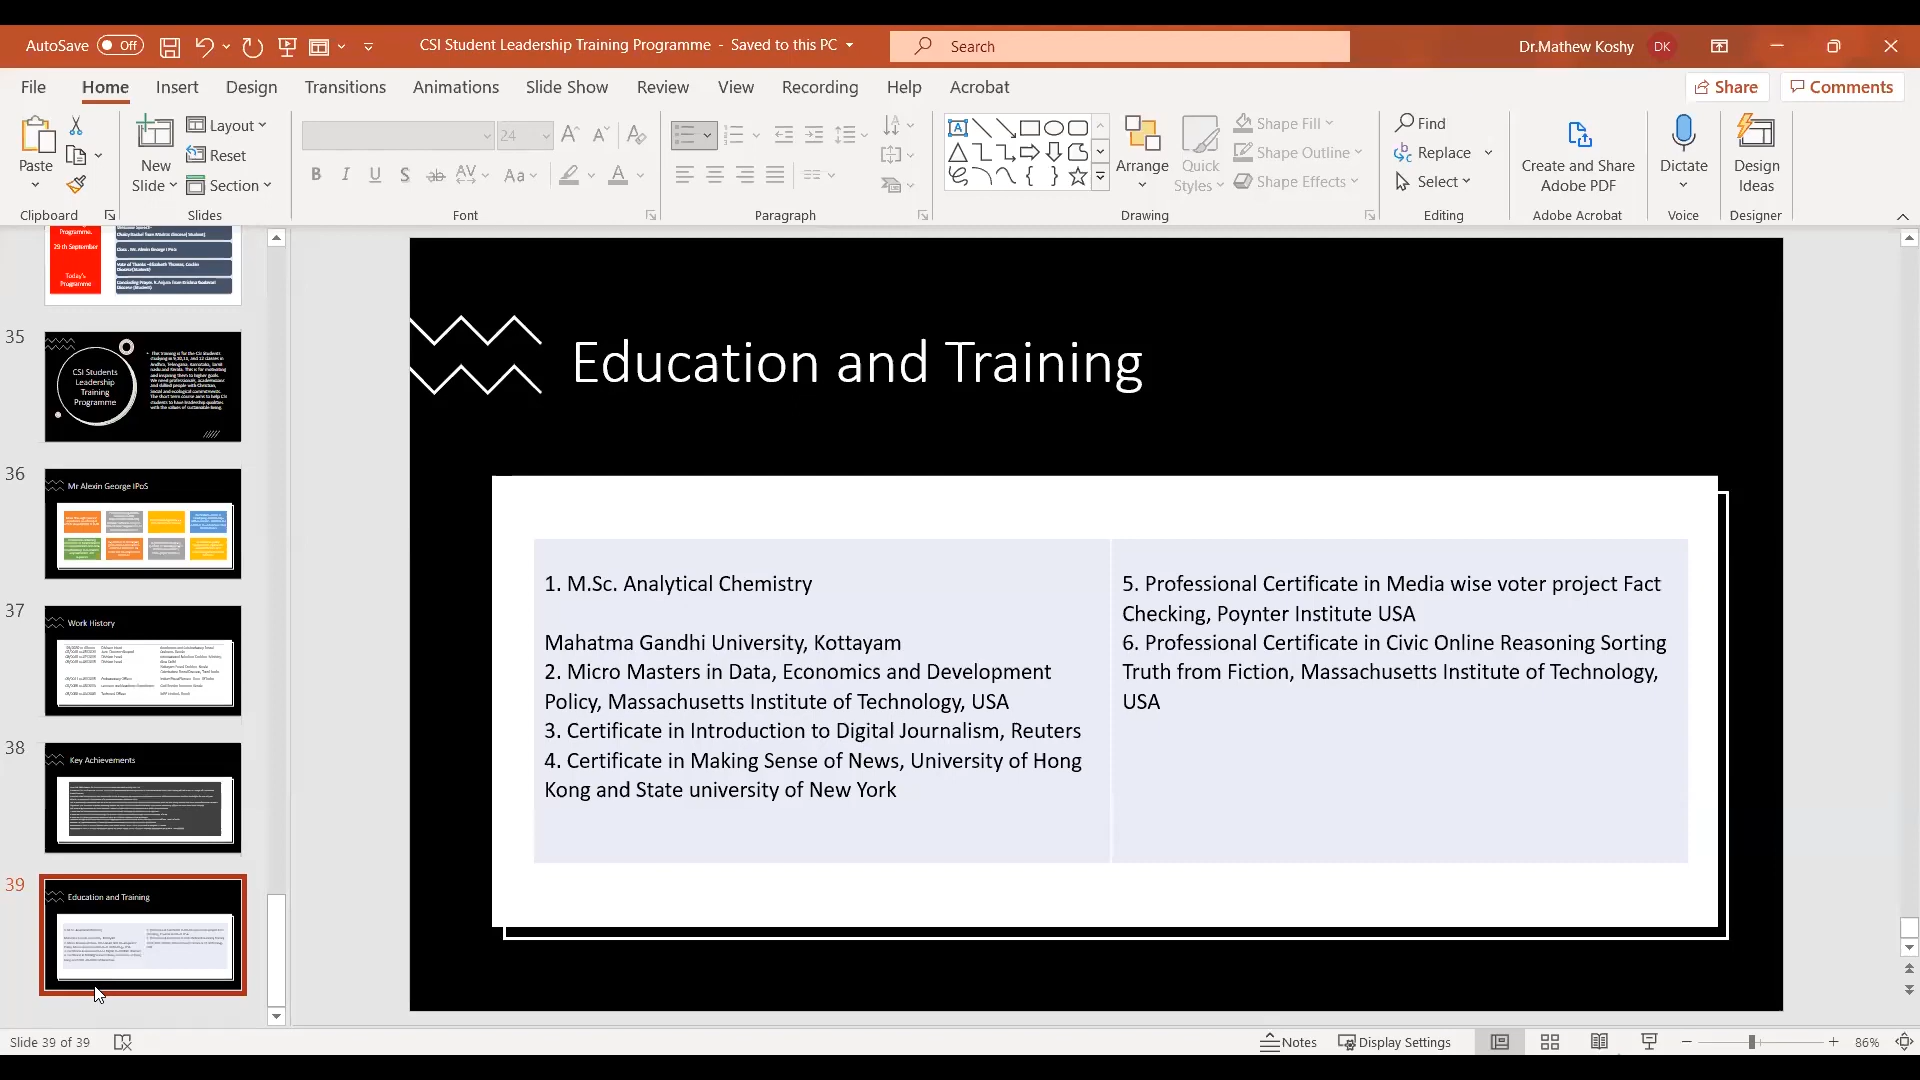 AutoSave Off
CSI Student Leadership Training Programme - Saved to this PC
Search
Dr.Mathew Koshy DK
File Home Insert Design Transitions Animations Slide Show Review View Recording Help Acrobat
Share Comments
Paste
New Slide
Layout
Reset
Section
24
B I U S ab AV Aa A
Arrange
Quick Styles
Shape Fill
Shape Outline
Shape Effects
Find
Replace
Select
Create and Share Adobe PDF
Dictate
Design Ideas
Clipboard Slides Font Paragraph Drawing Editing Adobe Acrobat Voice Designer
Programme.
29 th September
Today's
Programme
35
CSI Students
Leadership
Training
Programme
36
Mr Alexin George IPoS
37
Work History
38
Key Achievements
39
Education and Training
Education and Training
1. M.Sc. Analytical Chemistry
Mahatma Gandhi University, Kottayam
2. Micro Masters in Data, Economics and Development
Policy, Massachusetts Institute of Technology, USA
3. Certificate in Introduction to Digital Journalism, Reuters
4. Certificate in Making Sense of News, University of Hong
Kong and State university of New York
5. Professional Certificate in Media wise voter project Fact
Checking, Poynter Institute USA
6. Professional Certificate in Civic Online Reasoning Sorting
Truth from Fiction, Massachusetts Institute of Technology,
USA
Slide 39 of 39
Notes Display Settings 86%